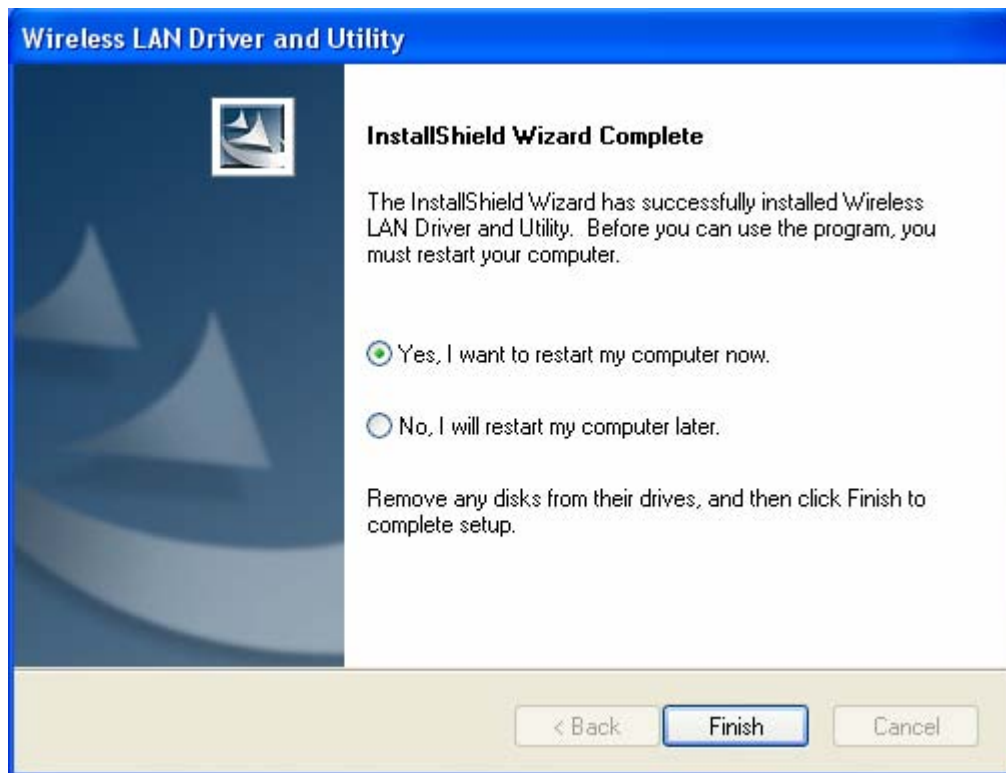 Wireless LAN Driver and Utility
InstallShield Wizard Complete
The InstallShield Wizard has successfully installed Wireless
LAN Driver and Utility.  Before you can use the program, you
must restart your computer.
Yes, I want to restart my computer now.
No, I will restart my computer later.
Remove any disks from their drives, and then click Finish to
complete setup.
< Back Finish Cancel